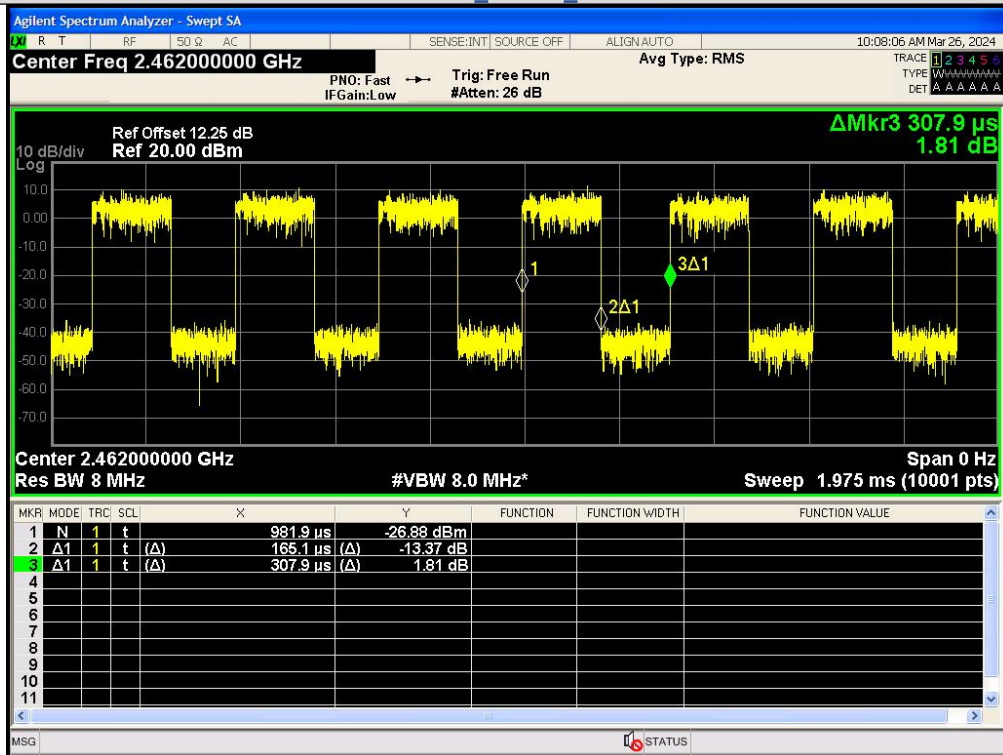 Agilent Spectrum Analyzer - Swept SA
LXI R T RF 50 Ω AC SENSE:INT SOURCE OFF ALIGN AUTO 10:08:06 AM Mar 26, 2024
Center Freq 2.462000000 GHz
Avg Type: RMS
TRACE 1 2 3 4 5 6
PNO: Fast Trig: Free Run
TYPE W
IFGain:Low #Atten: 26 dB
DET A A A A A A
ΔMkr3 307.9 µs
1.81 dB
Ref Offset 12.25 dB
10 dB/div Ref 20.00 dBm
Log
10.0
0.00
-10.0
-20.0
-30.0
-40.0
-50.0
-60.0
-70.0
1
2Δ1
3Δ1
Center 2.462000000 GHz Span 0 Hz
Res BW 8 MHz #VBW 8.0 MHz* Sweep 1.975 ms (10001 pts)
MKR MODE TRC SCL X Y FUNCTION FUNCTION WIDTH FUNCTION VALUE
1 N 1 t 981.9 µs -26.88 dBm
2 Δ1 1 t (Δ) 165.1 µs (Δ) -13.37 dB
3 Δ1 1 t (Δ) 307.9 µs (Δ) 1.81 dB
4
5
6
7
8
9
10
11
MSG STATUS